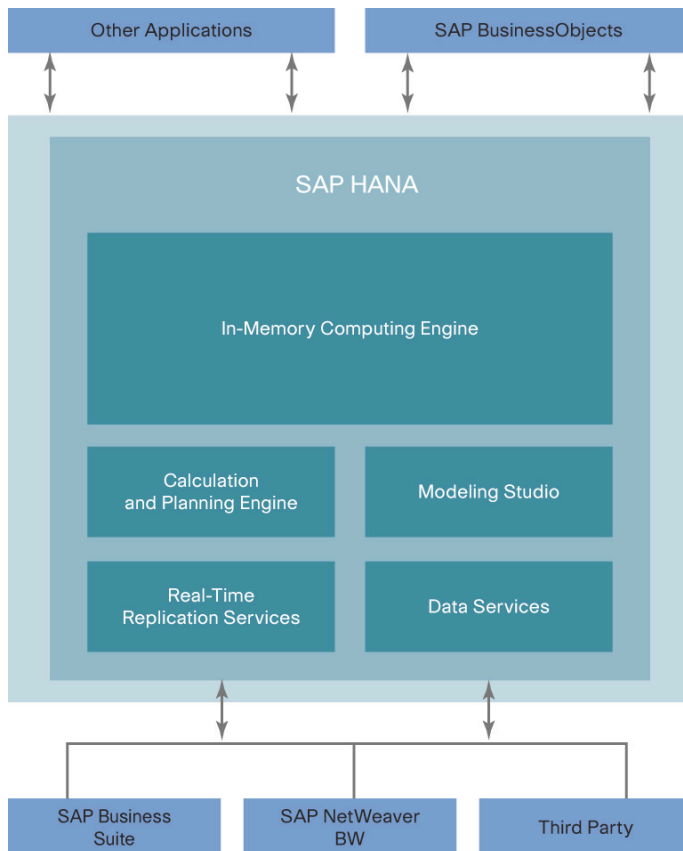 Other Applications
SAP BusinessObjects
SAP HANA
In-Memory Computing Engine
Calculation
and Planning Engine
Modeling Studio
Real-Time
Replication Services
Data Services
SAP Business
Suite
SAP NetWeaver
BW
Third Party